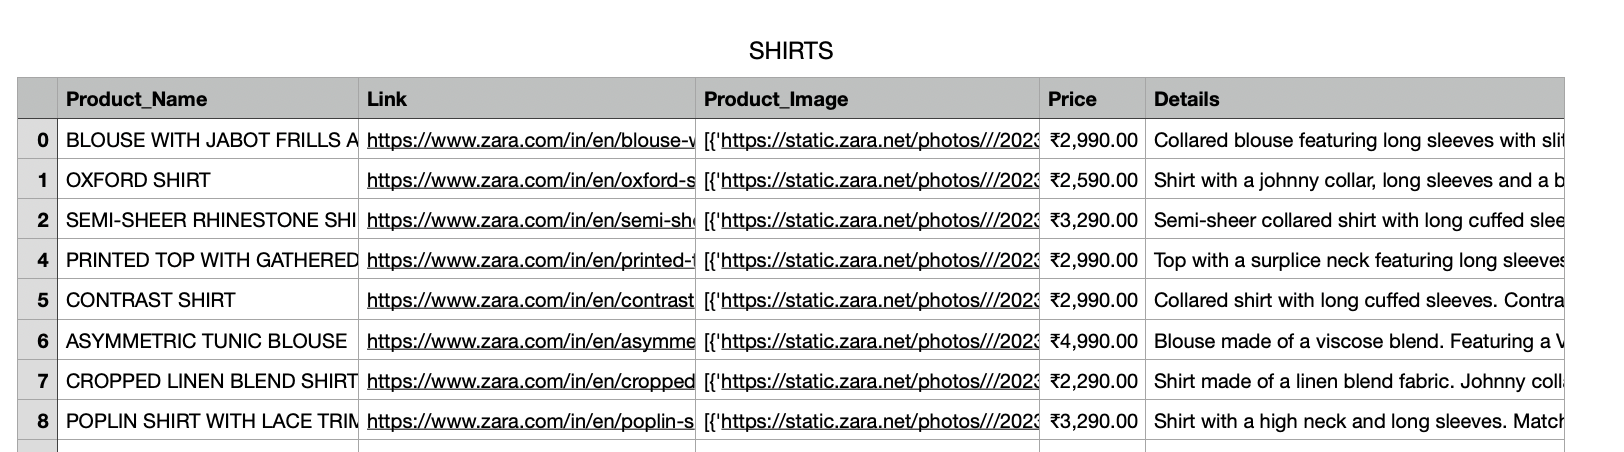 SHIRTS
Product_Name Link Product_Image Price Details
0 BLOUSE WITH JABOT FRILLS A https://www.zara.com/in/en/blouse-w [{'https://static.zara.net/photos///2023 ₹2,990.00 Collared blouse featuring long sleeves with slit
1 OXFORD SHIRT https://www.zara.com/in/en/oxford-s [{'https://static.zara.net/photos///2023 ₹2,590.00 Shirt with a johnny collar, long sleeves and a b
2 SEMI-SHEER RHINESTONE SHI https://www.zara.com/in/en/semi-she [{'https://static.zara.net/photos///2023 ₹3,290.00 Semi-sheer collared shirt with long cuffed slee
4 PRINTED TOP WITH GATHERED https://www.zara.com/in/en/printed-t [{'https://static.zara.net/photos///2023 ₹2,990.00 Top with a surplice neck featuring long sleeves
5 CONTRAST SHIRT https://www.zara.com/in/en/contrast [{'https://static.zara.net/photos///2023 ₹2,990.00 Collared shirt with long cuffed sleeves. Contra
6 ASYMMETRIC TUNIC BLOUSE https://www.zara.com/in/en/asymme [{'https://static.zara.net/photos///2023 ₹4,990.00 Blouse made of a viscose blend. Featuring a V
7 CROPPED LINEN BLEND SHIRT https://www.zara.com/in/en/cropped [{'https://static.zara.net/photos///2023 ₹2,290.00 Shirt made of a linen blend fabric. Johnny coll
8 POPLIN SHIRT WITH LACE TRIM https://www.zara.com/in/en/poplin-s [{'https://static.zara.net/photos///2023 ₹3,290.00 Shirt with a high neck and long sleeves. Match